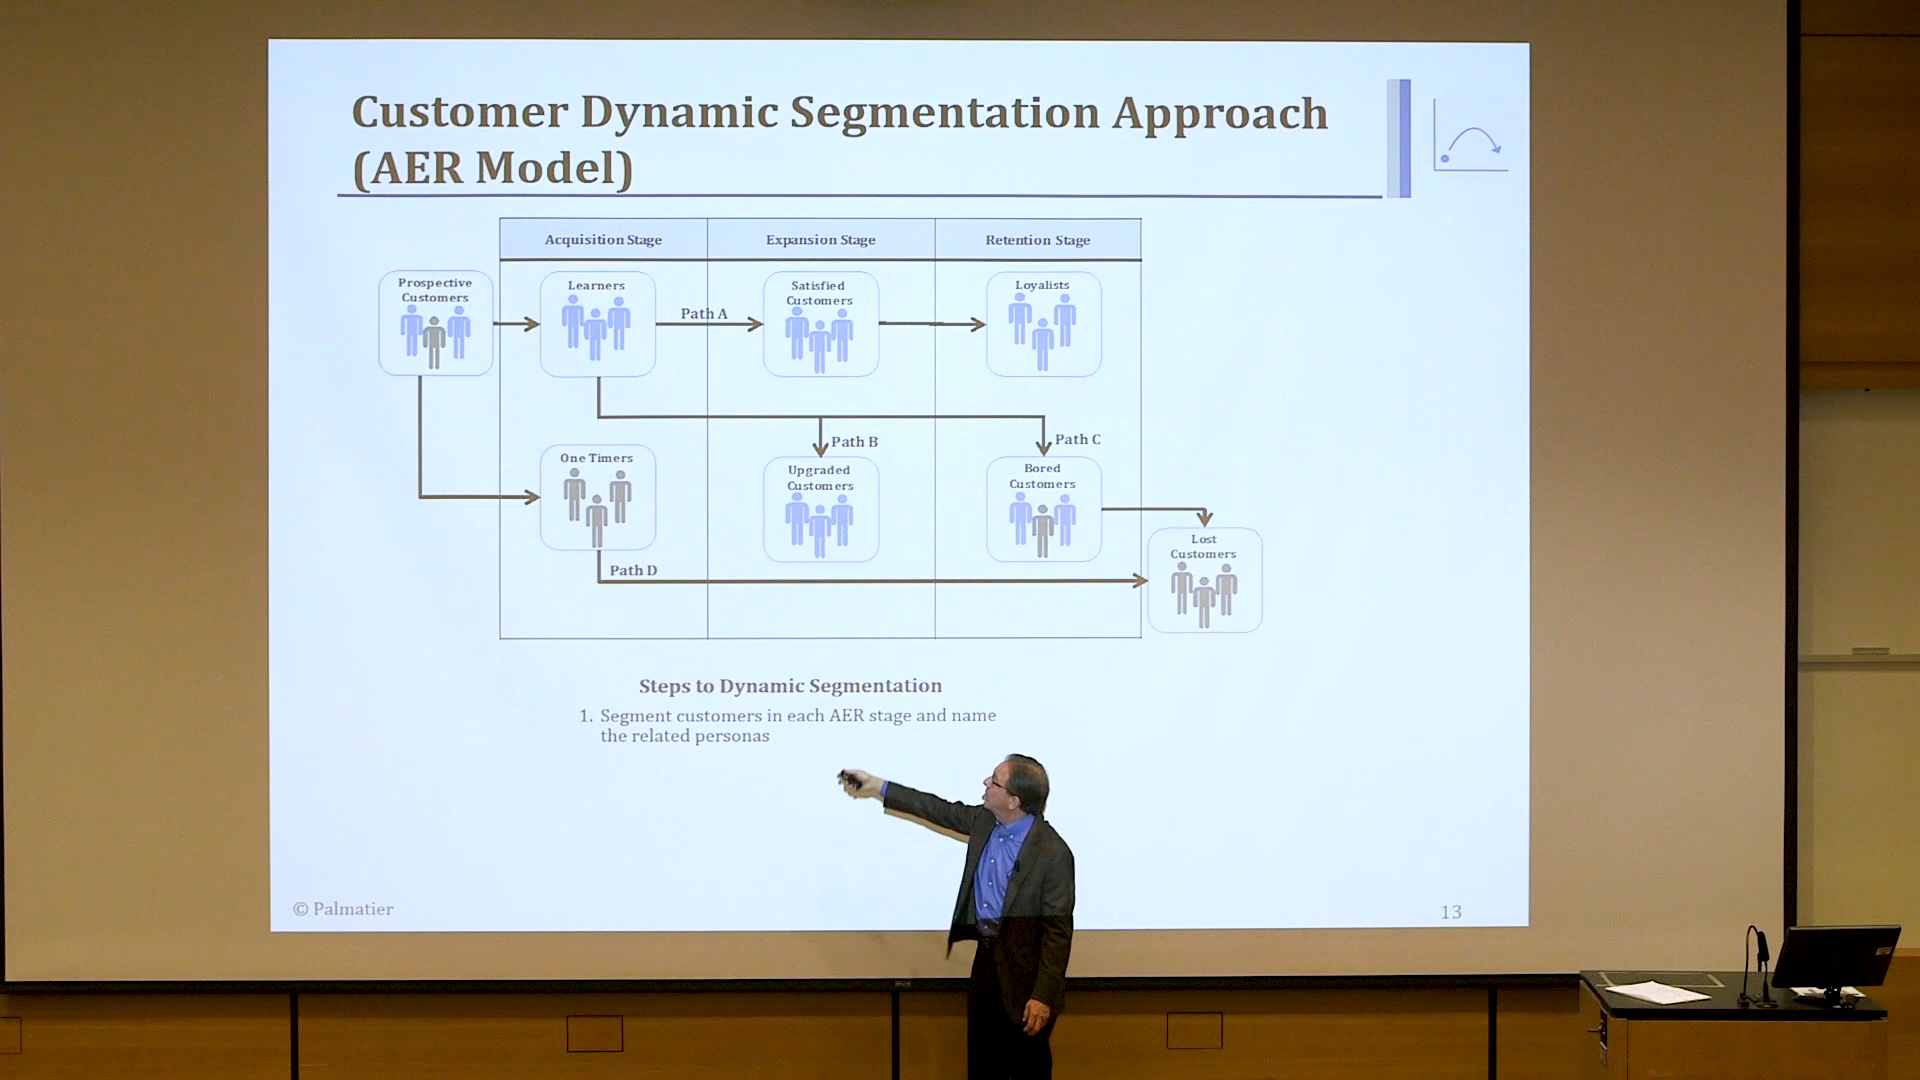 Customer Dynamic Segmentation Approach
(AER Model)
Acquisition Stage
Expansion Stage
Retention Stage
Prospective
Customers
Learners
Path A
Satisfied
Customers
Loyalists
Path B
Path C
One Timers
Upgraded
Customers
Bored
Customers
Path D
Lost
Customers
Steps to Dynamic Segmentation
1. Segment customers in each AER stage and name
the related personas
© Palmatier
13